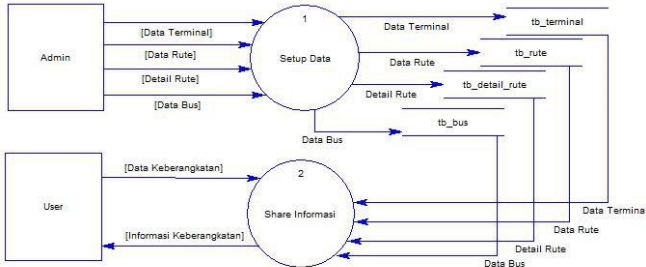 1
Data Terminal
tb_terminal
[Data Terminal]
Admin
[Data Rute]
Setup Data
Data Rute
tb_rute
[Detail Rute]
Detail Rute
tb_detail_rute
[Data Bus]
Data Bus
tb_bus
2
[Data Keberangkatan]
User
Share Informasi
[Informasi Keberangkatan]
Data Termina
Data Rute
Detail Rute
Data Bus